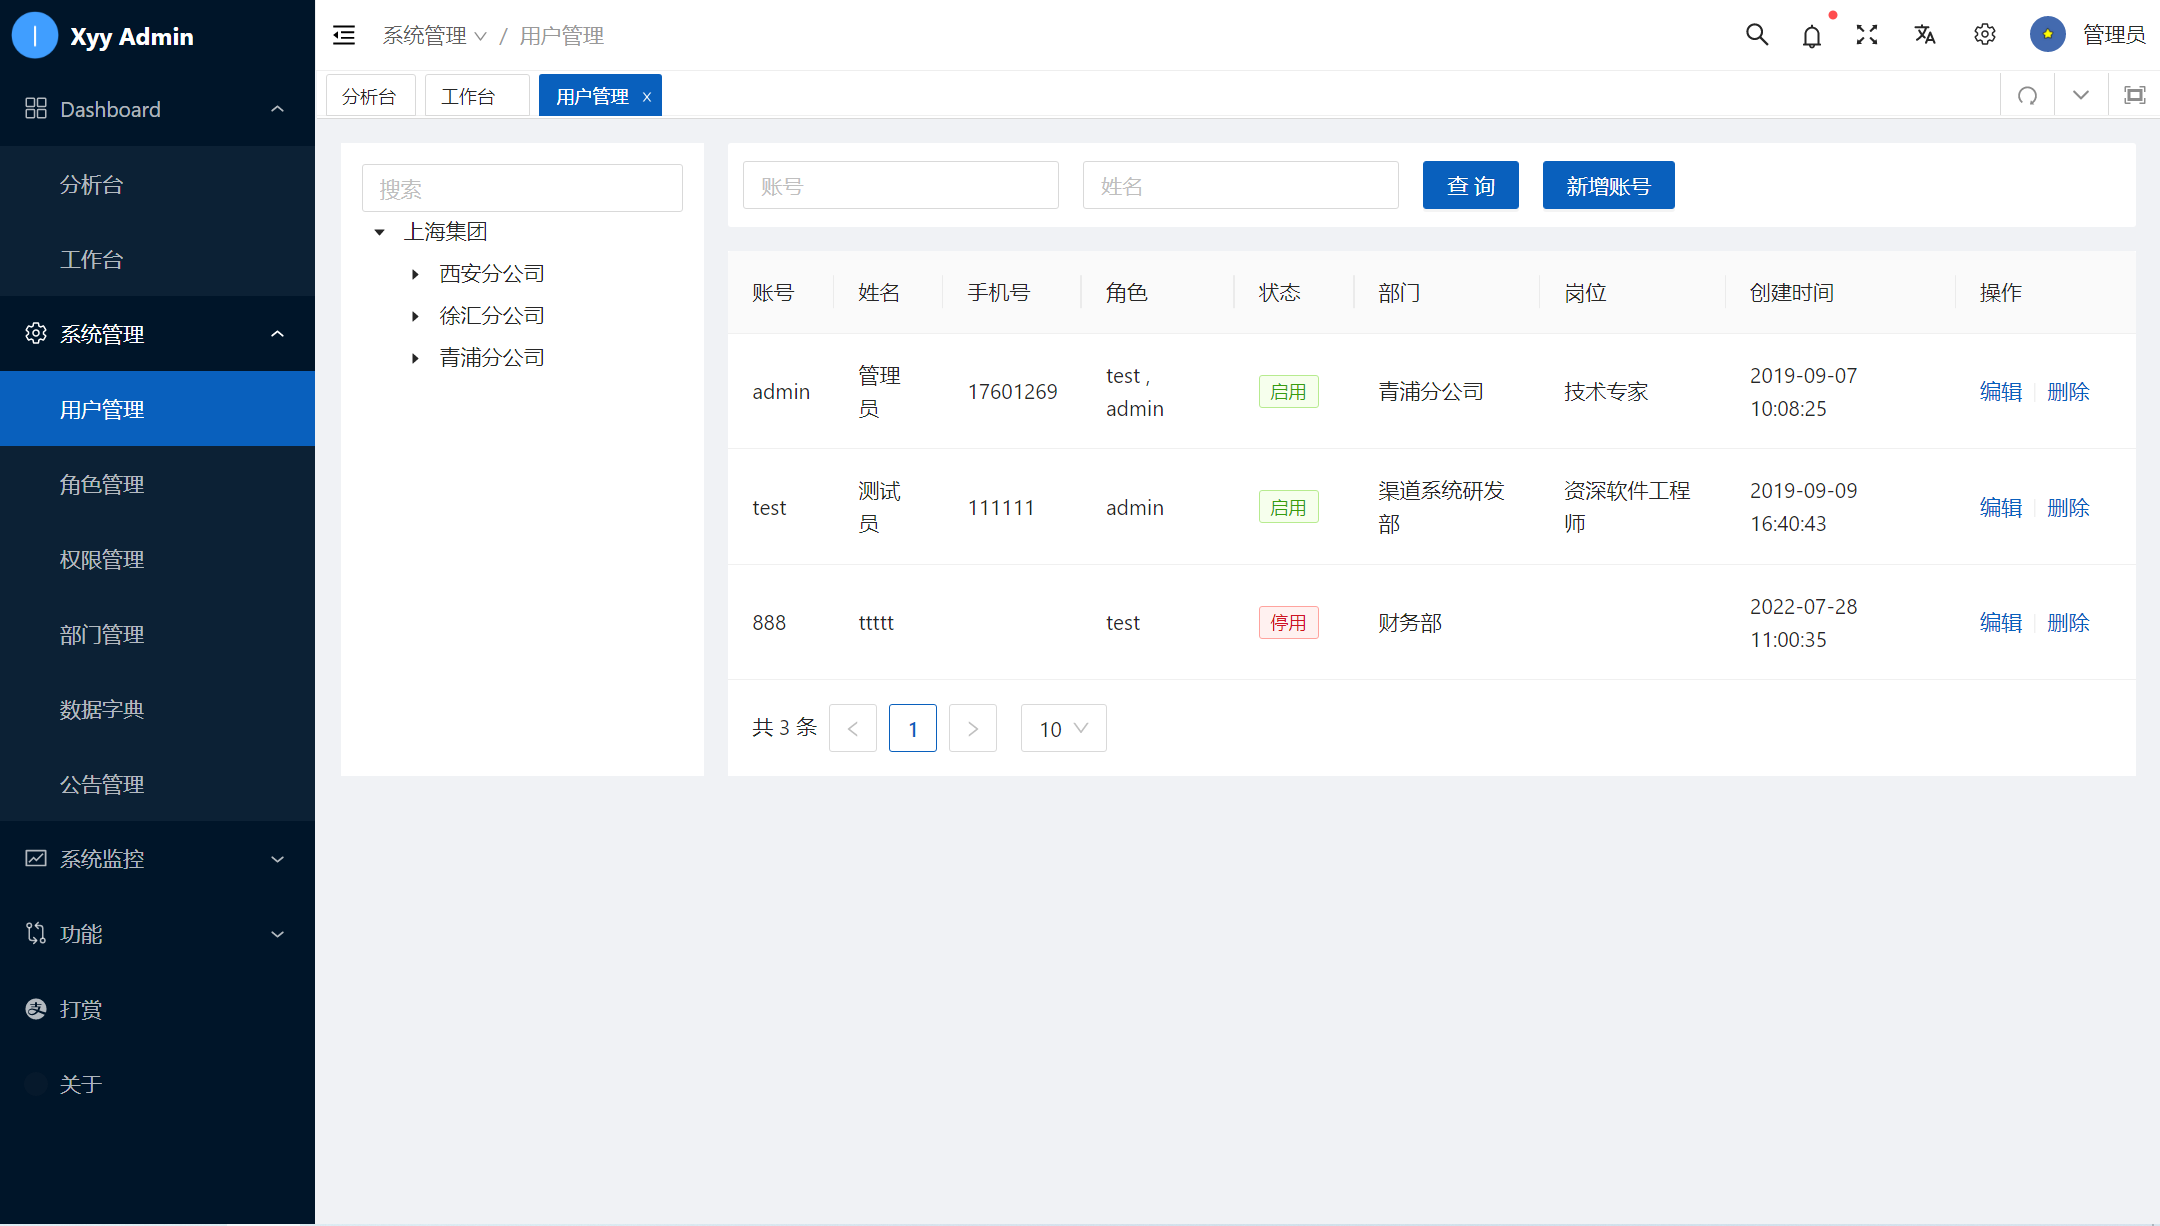 Xyy Admin
Dashboard
分析台
工作台
系统管理
用户管理
角色管理
权限管理
部门管理
数据字典
公告管理
系统监控
功能
打赏
关于
系统管理 / 用户管理
管理员
分析台 工作台 用户管理 x
搜索
上海集团
西安分公司
徐汇分公司
青浦分公司
账号 姓名 查 询 新增账号
账号 姓名 手机号 角色 状态 部门 岗位 创建时间 操作
admin 管理员 17601269 test , admin 启用 青浦分公司 技术专家 2019-09-07 10:08:25 编辑 删除
test 测试员 111111 admin 启用 渠道系统研发部 资深软件工程师 2019-09-09 16:40:43 编辑 删除
888 ttttt test 停用 财务部 2022-07-28 11:00:35 编辑 删除
共 3 条 < 1 > 10